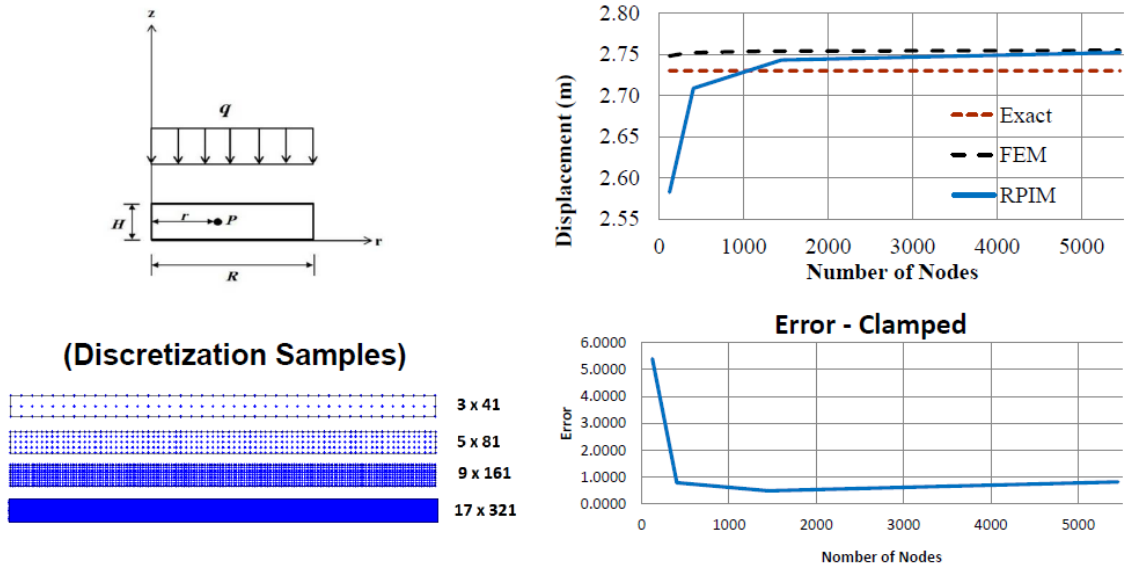 z
q
H
r
P
r
R
2.80
2.75
2.70
2.65
2.60
2.55
Displacement (m)
Exact
FEM
RPIM
0 1000 2000 3000 4000 5000
Number of Nodes
(Discretization Samples)
3 x 41
5 x 81
9 x 161
17 x 321
Error - Clamped
6.0000
5.0000
4.0000
3.0000
2.0000
1.0000
0.0000
Error
0 1000 2000 3000 4000 5000
Nomber of Nodes